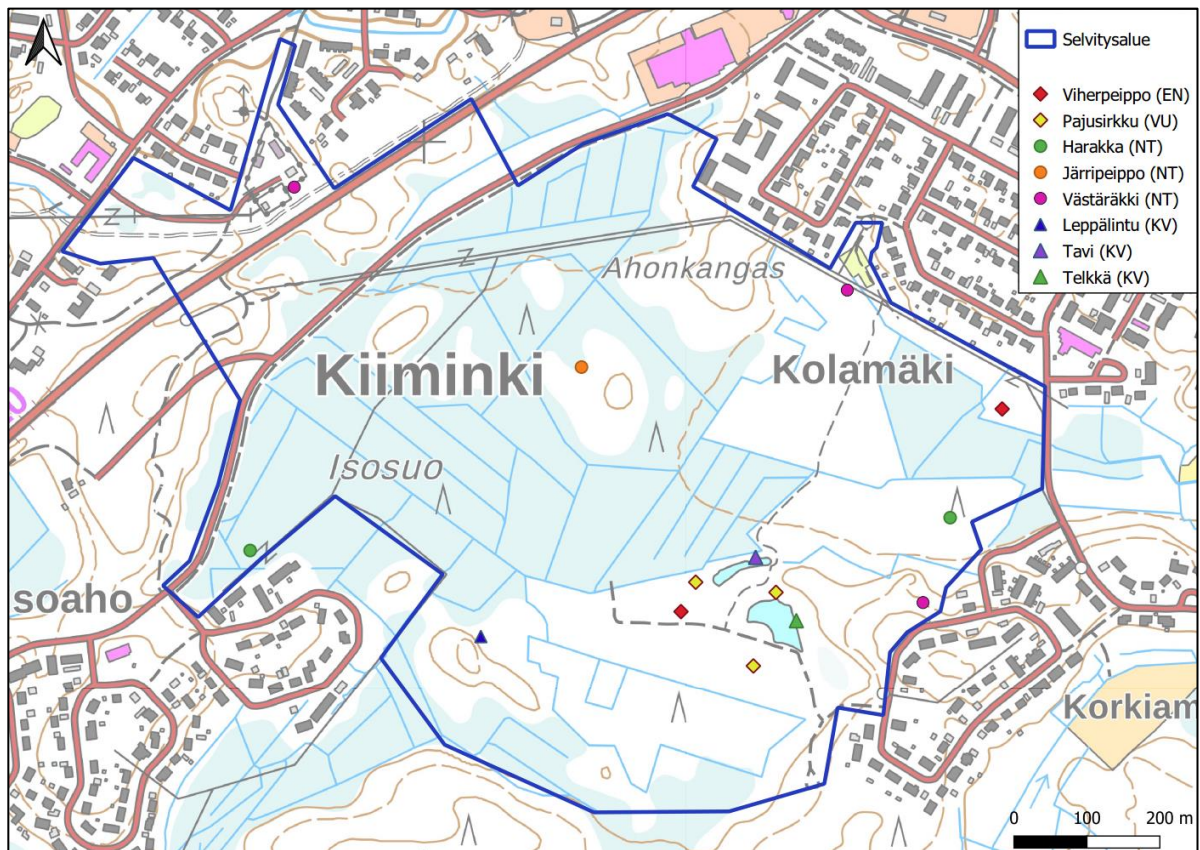 Selvitysalue
Viherpeippo (EN)
Pajusirkku (VU)
Harakka (NT)
Järripeippo (NT)
Västäräkki (NT)
Leppälintu (KV)
Tavi (KV)
Telkkä (KV)
Ahonkangas
Kiiminki
Kolamäki
Isosuo
soaho
Korkiam
0 100 200 m